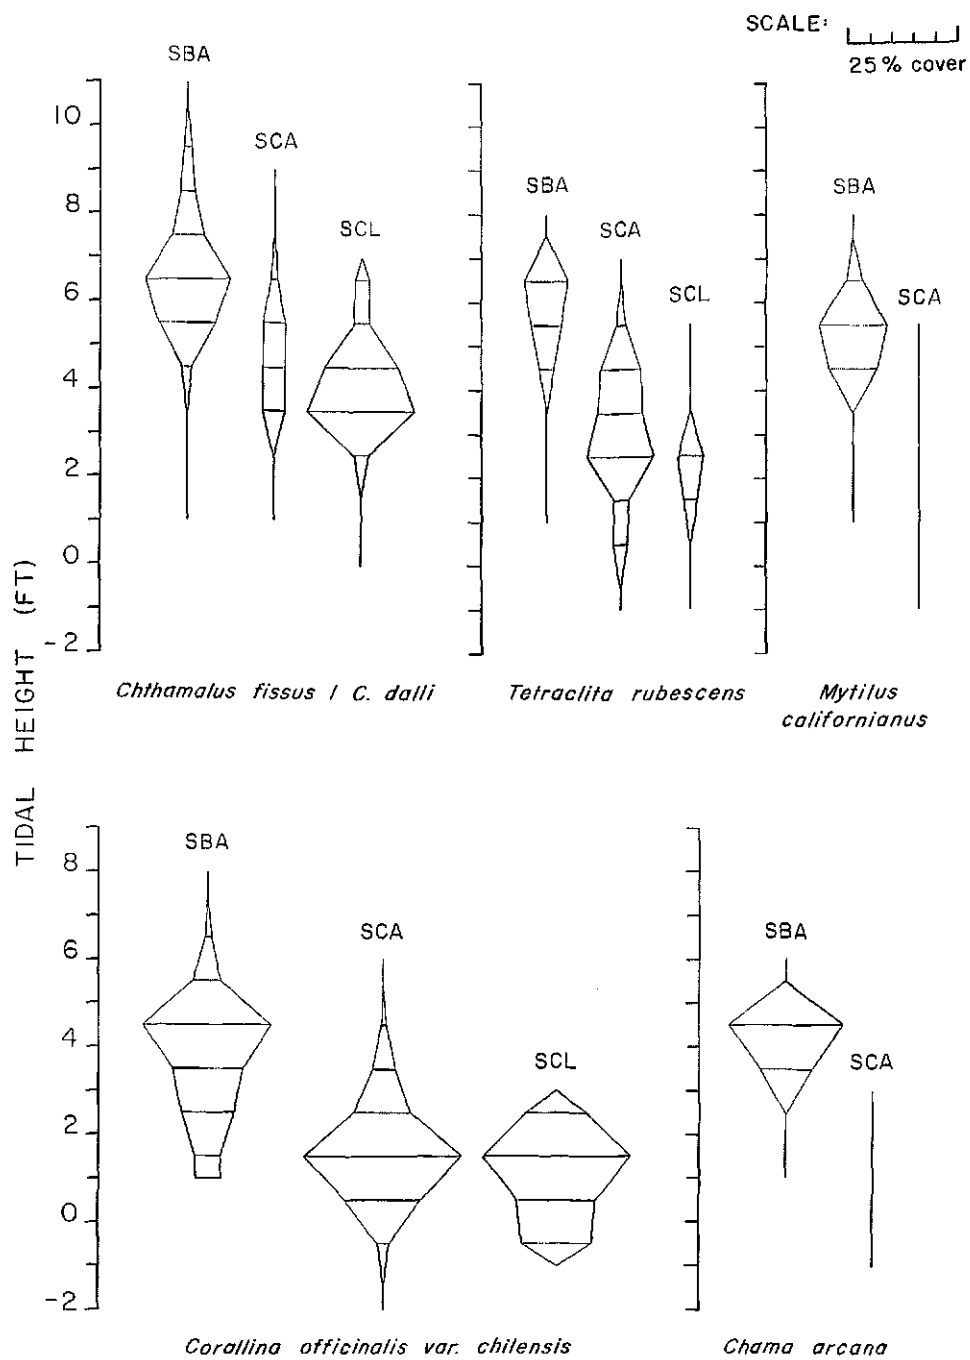 SCALE:
25% cover
SBA
SCA
SCL
SBA
SCA
SCL
SBA
SCA
10
8
6
4
2
0
-2
TIDAL HEIGHT (FT)
Chthamalus fissus / C. dalli
Tetraclita rubescens
Mytilus
californianus
SBA
SCA
SCL
SBA
SCA
8
6
4
2
0
-2
Corallina officinalis var. chilensis
Chama arcana